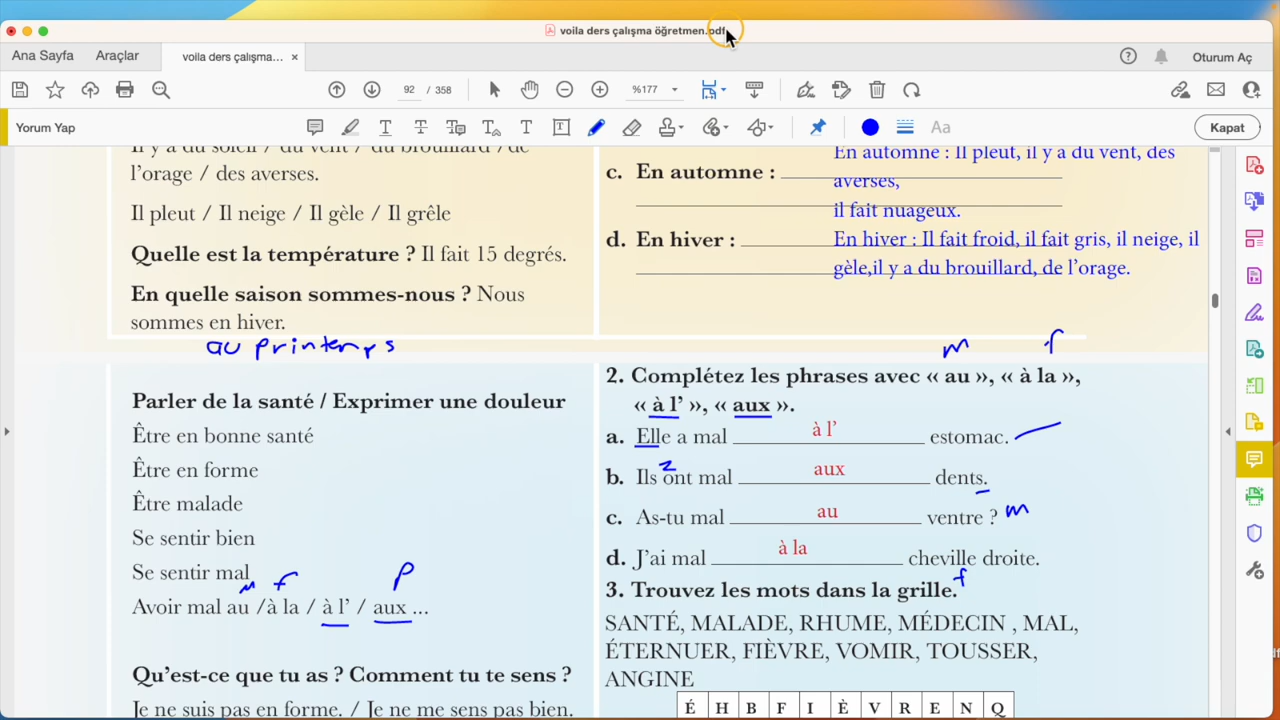 voila ders çalışma öğretmen.pdf
Ana Sayfa
Araçlar
voila ders çalışma... ×
Oturum Aç
92 / 358
%177
Yorum Yap
Kapat
Il y a du soleil / du vent / du brouillard / de
l'orage / des averses.
Il pleut / Il neige / Il gèle / Il grêle
Quelle est la température ? Il fait 15 degrés.
En quelle saison sommes-nous ? Nous
sommes en hiver.
au printemps
c. En automne :
En automne : Il pleut, il y a du vent, des
averses,
il fait nuageux.
d. En hiver :
En hiver : Il fait froid, il fait gris, il neige, il
gèle,il y a du brouillard, de l'orage.
Parler de la santé / Exprimer une douleur
Être en bonne santé
Être en forme
Être malade
Se sentir bien
Se sentir mal
m f p
Avoir mal au /à la / à l' / aux ...
Qu'est-ce que tu as ? Comment tu te sens ?
Je ne suis pas en forme. / Je ne me sens pas bien.
m f
2. Complétez les phrases avec « au », « à la »,
« à l' », « aux ».
a. Elle a mal à l' estomac.
z
b. Ils ont mal aux dents.
c. As-tu mal au ventre ? m
d. J'ai mal à la cheville droite.
f
3. Trouvez les mots dans la grille.
SANTÉ, MALADE, RHUME, MÉDECIN , MAL,
ÉTERNUER, FIÈVRE, VOMIR, TOUSSER,
ANGINE
É H B F I È V R E N Q